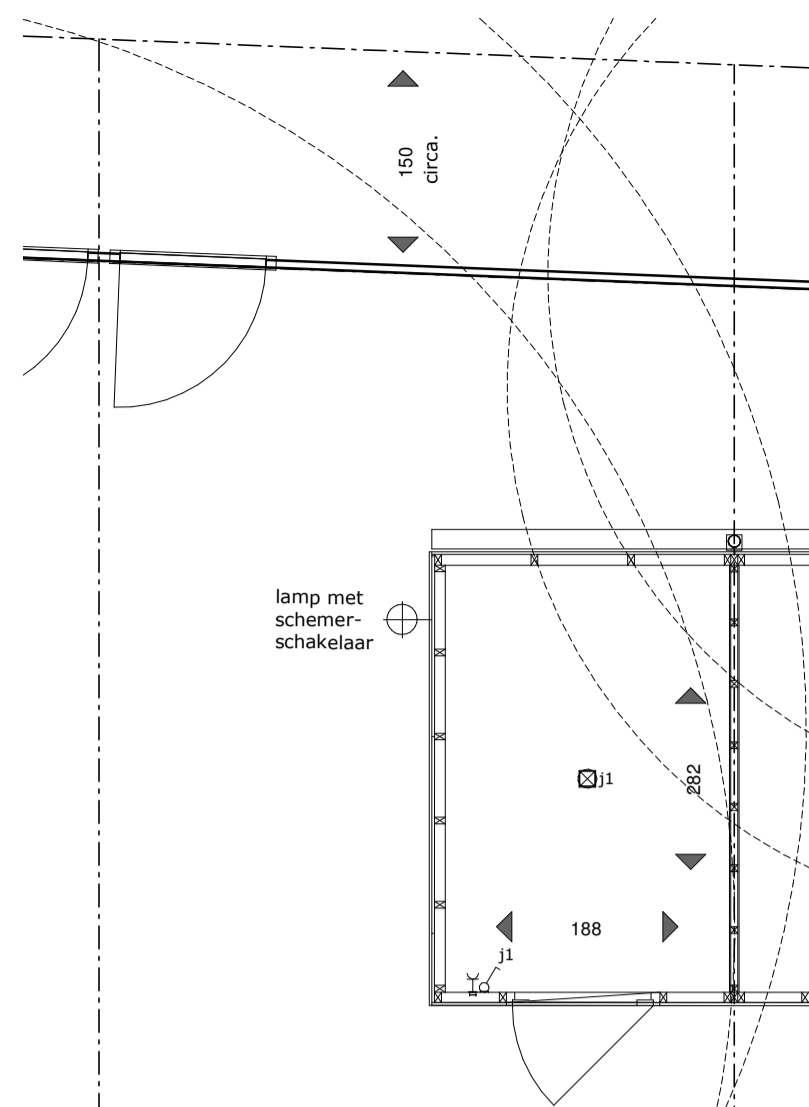 150
circa.
lamp met
schemer-
schakelaar
j1
282
188
j1